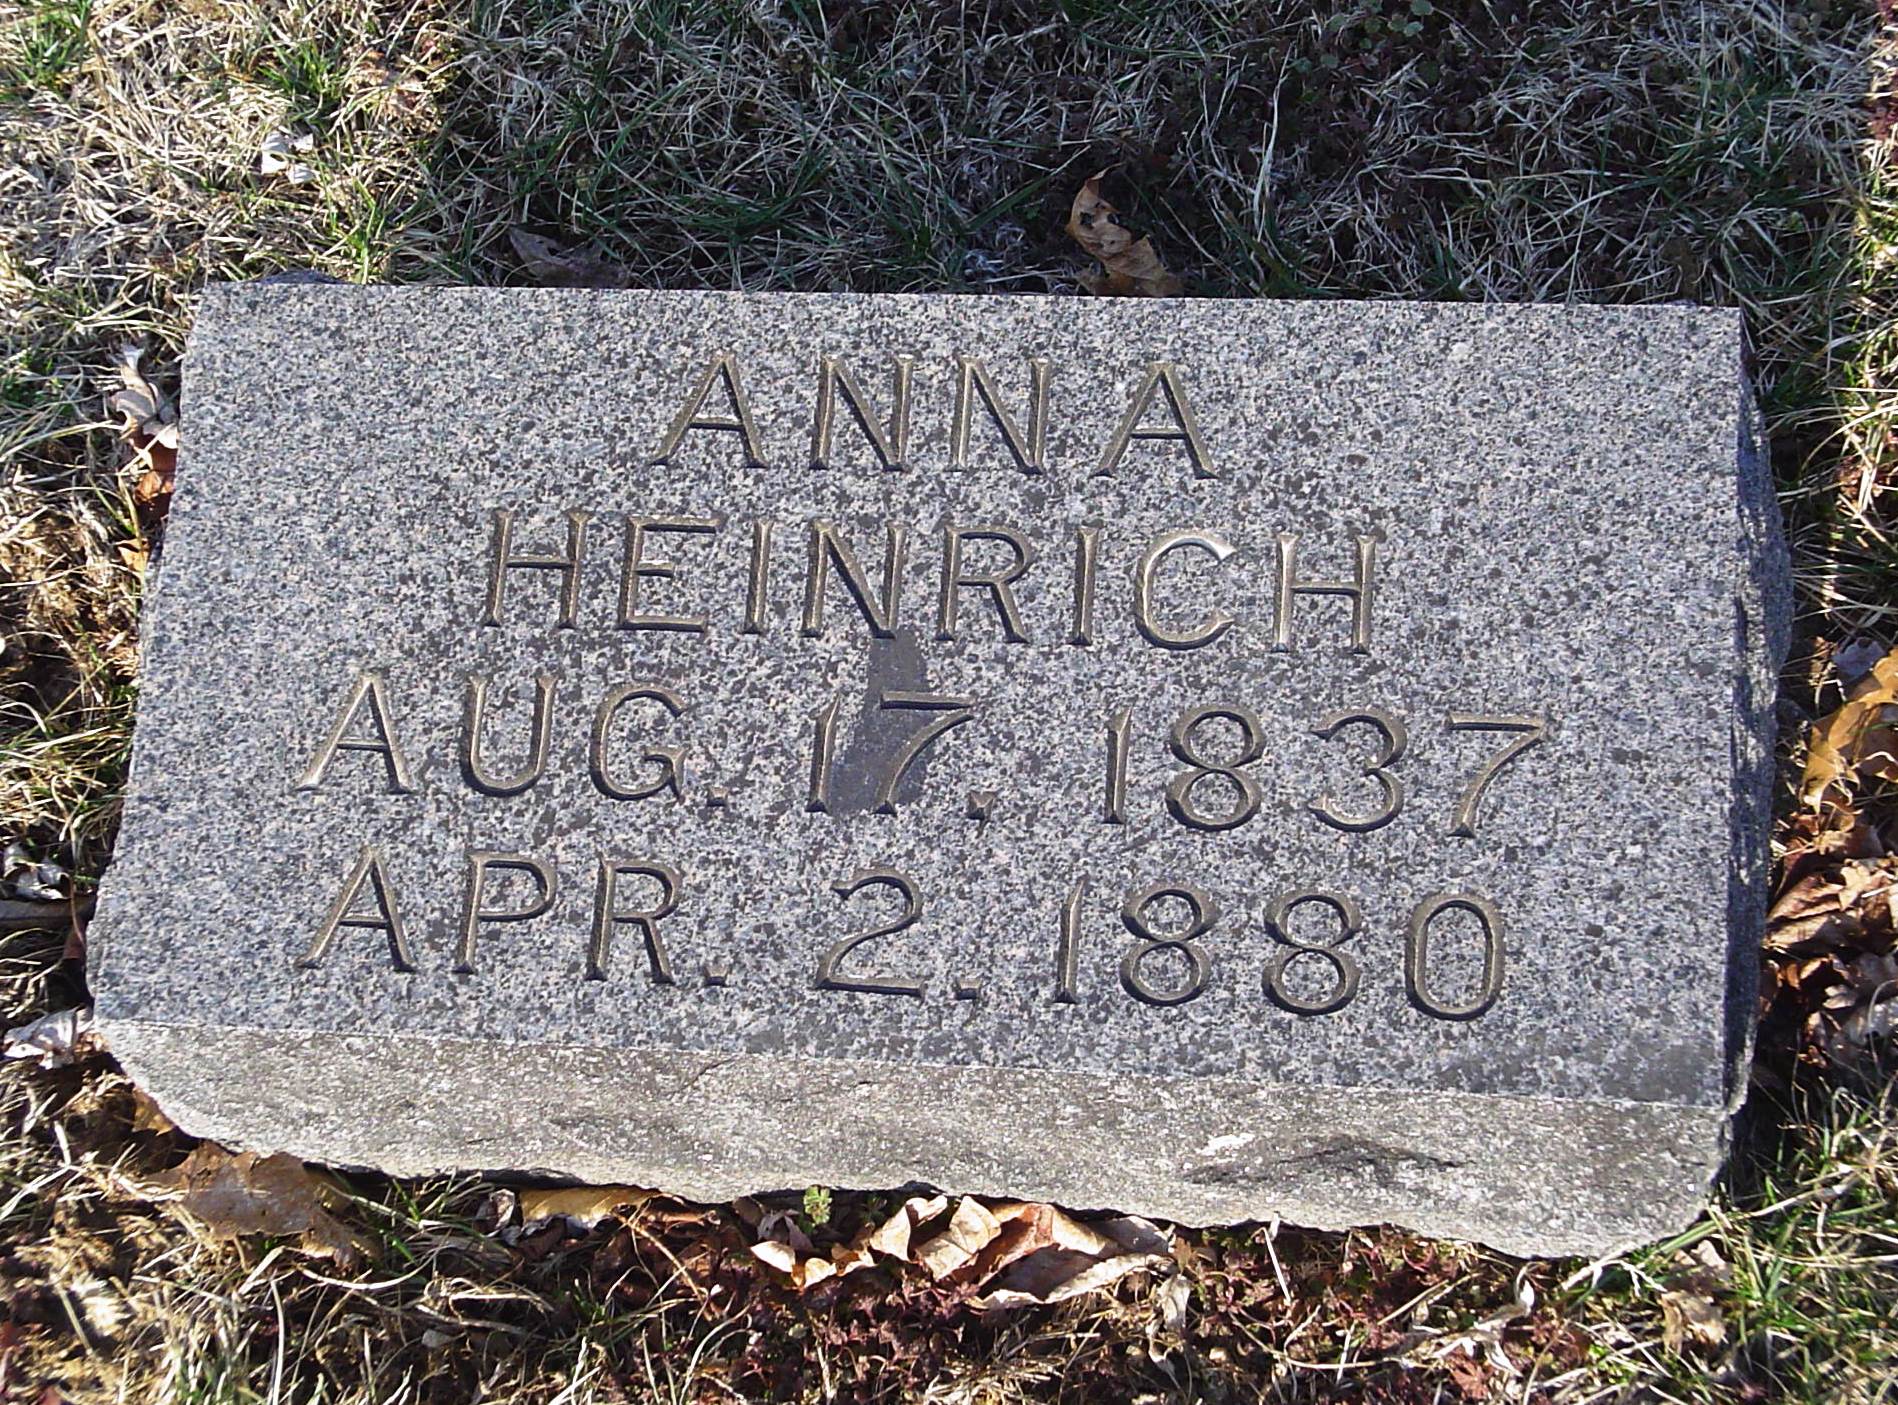 ANNA
HEINRICH
AUG. 17, 1837
APR. 2, 1880